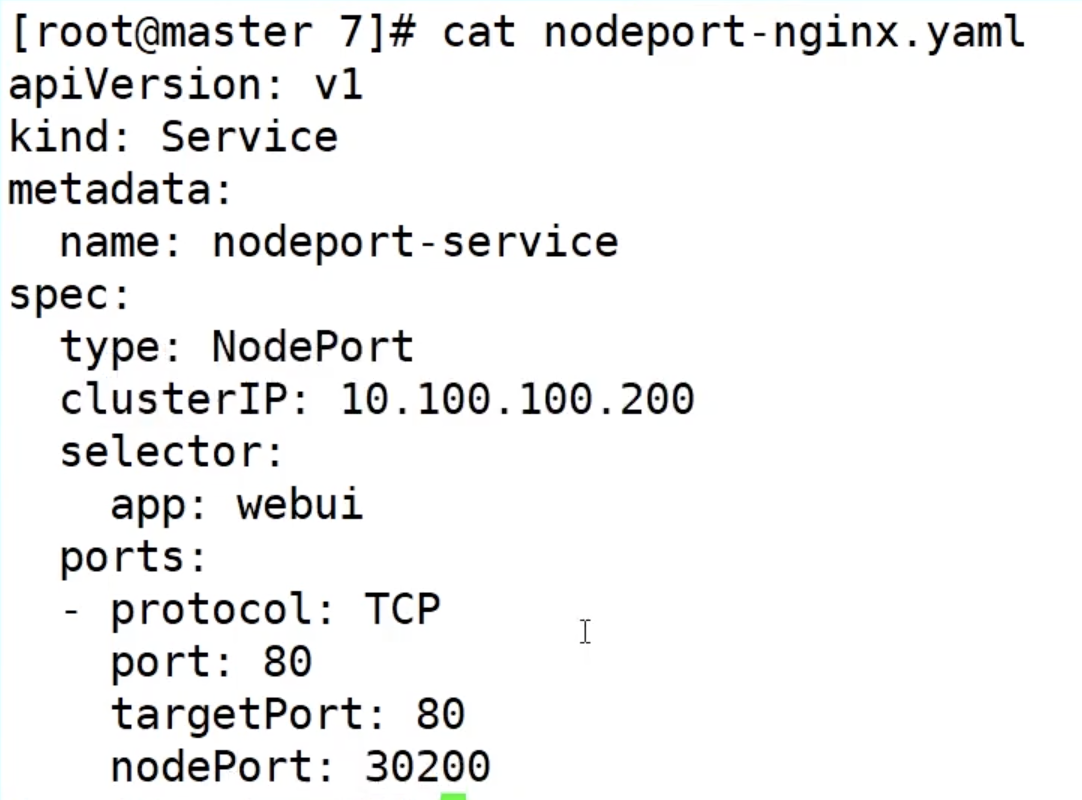 [root@master 7]# cat nodeport-nginx.yaml
apiVersion: v1
kind: Service
metadata:
  name: nodeport-service
spec:
  type: NodePort
  clusterIP: 10.100.100.200
  selector:
    app: webui
  ports:
  - protocol: TCP
    port: 80
    targetPort: 80
    nodePort: 30200